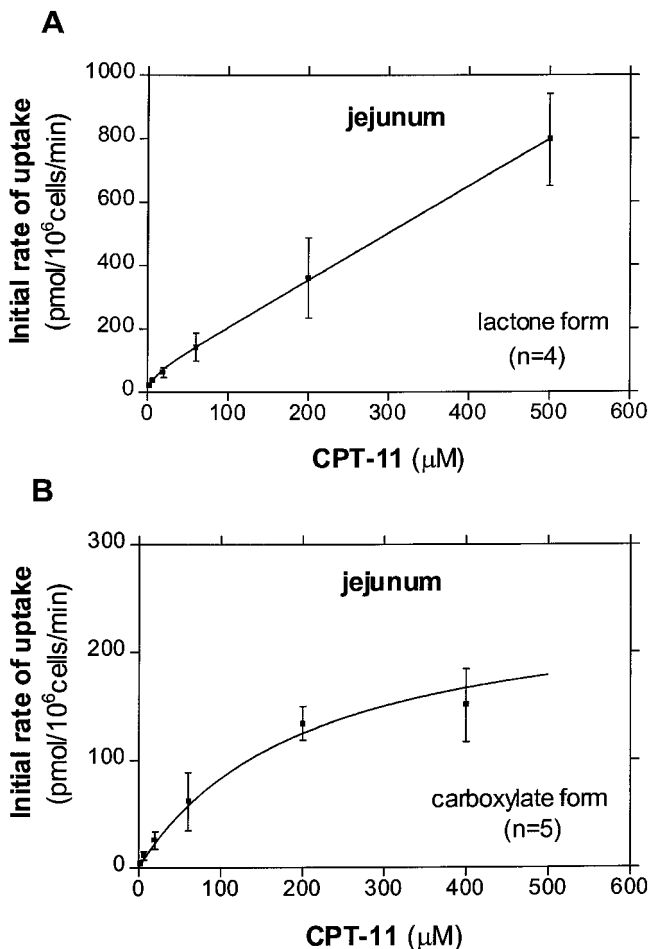 A
1000
800
600
400
200
0
Initial rate of uptake
(pmol/10⁶cells/min)
jejunum
lactone form
(n=4)
0 100 200 300 400 500 600
CPT-11 (μM)
B
300
200
100
0
Initial rate of uptake
(pmol/10⁶cells/min)
jejunum
carboxylate form
(n=5)
0 100 200 300 400 500 600
CPT-11 (μM)